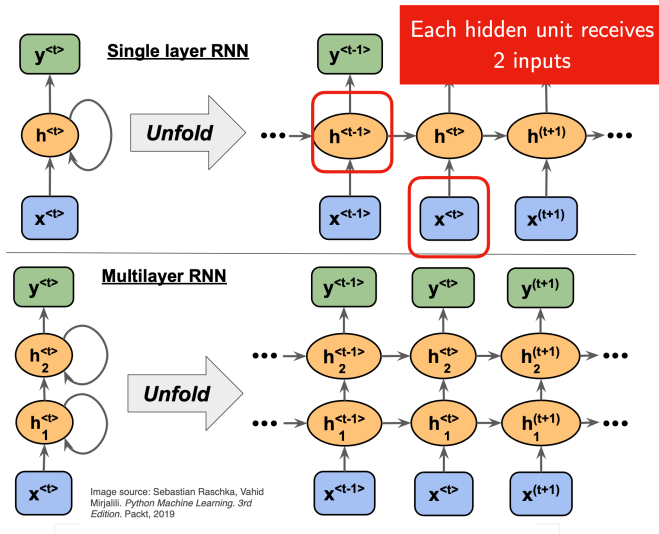 Each hidden unit receives
2 inputs
Single layer RNN
y<t>
h<t>
x<t>
Unfold
y<t-1>
••• h<t-1> h<t> h(t+1) •••
x<t-1> x<t> x(t+1)
Multilayer RNN
y<t>
h<t>
2
h<t>
1
x<t>
Unfold
y<t-1> y<t> y(t+1)
••• h<t-1> h<t> h(t+1) •••
2 2 2
••• h<t-1> h<t> h(t+1) •••
1 1 1
x<t-1> x<t> x(t+1)
Image source: Sebastian Raschka, Vahid
Mirjalili. Python Machine Learning. 3rd
Edition. Packt, 2019